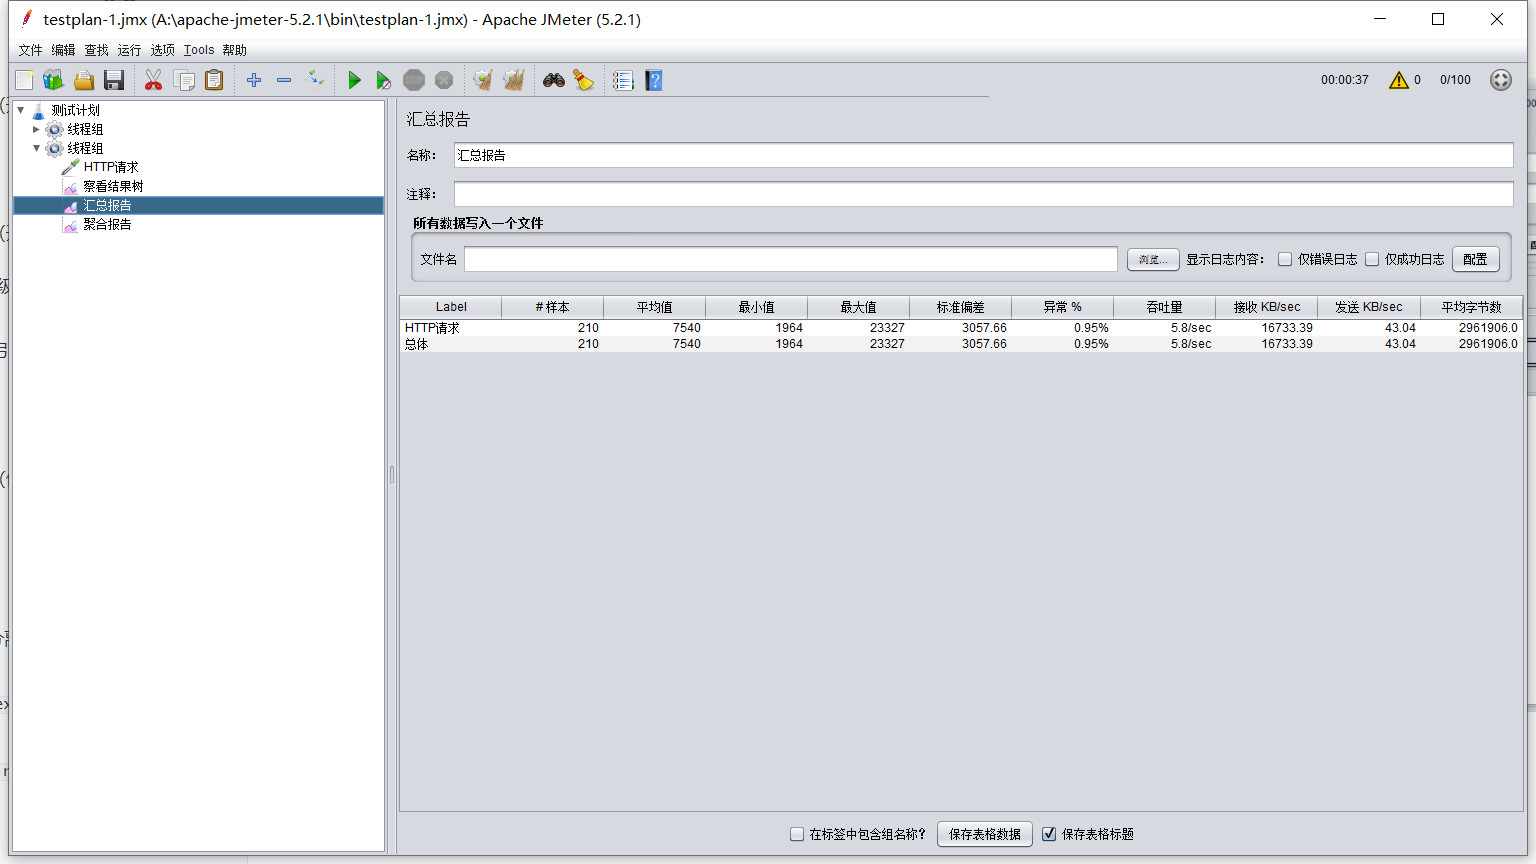 testplan-1.jmx (A:\apache-jmeter-5.2.1\bin\testplan-1.jmx) - Apache JMeter (5.2.1)
文件 编辑 查找 运行 选项 Tools 帮助
STOP 00:00:37 0 0/100
测试计划
线程组
线程组
HTTP请求
察看结果树
汇总报告
聚合报告
汇总报告
名称： 汇总报告
注释：
所有数据写入一个文件
文件名 浏览... 显示日志内容： 仅错误日志 仅成功日志 配置
Label # 样本 平均值 最小值 最大值 标准偏差 异常 % 吞吐量 接收 KB/sec 发送 KB/sec 平均字节数
HTTP请求 210 7540 1964 23327 3057.66 0.95% 5.8/sec 16733.39 43.04 2961906.0
总体 210 7540 1964 23327 3057.66 0.95% 5.8/sec 16733.39 43.04 2961906.0
在标签中包含组名称？ 保存表格数据 保存表格标题